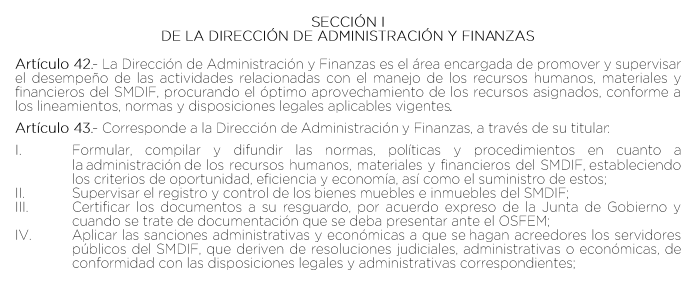 SECCIÓN I
DE LA DIRECCIÓN DE ADMINISTRACIÓN Y FINANZAS
Artículo 42.- La Dirección de Administración y Finanzas es el área encargada de promover y supervisar
el desempeño de las actividades relacionadas con el manejo de los recursos humanos, materiales y
financieros del SMDIF, procurando el óptimo aprovechamiento de los recursos asignados, conforme a
los lineamientos, normas y disposiciones legales aplicables vigentes.
Artículo 43.- Corresponde a la Dirección de Administración y Finanzas, a través de su titular:
I. Formular, compilar y difundir las normas, políticas y procedimientos en cuanto a
la administración de los recursos humanos, materiales y financieros del SMDIF, estableciendo
los criterios de oportunidad, eficiencia y economía, así como el suministro de estos;
II. Supervisar el registro y control de los bienes muebles e inmuebles del SMDIF;
III. Certificar los documentos a su resguardo, por acuerdo expreso de la Junta de Gobierno y
cuando se trate de documentación que se deba presentar ante el OSFEM;
IV. Aplicar las sanciones administrativas y económicas a que se hagan acreedores los servidores
públicos del SMDIF, que deriven de resoluciones judiciales, administrativas o económicas, de
conformidad con las disposiciones legales y administrativas correspondientes;